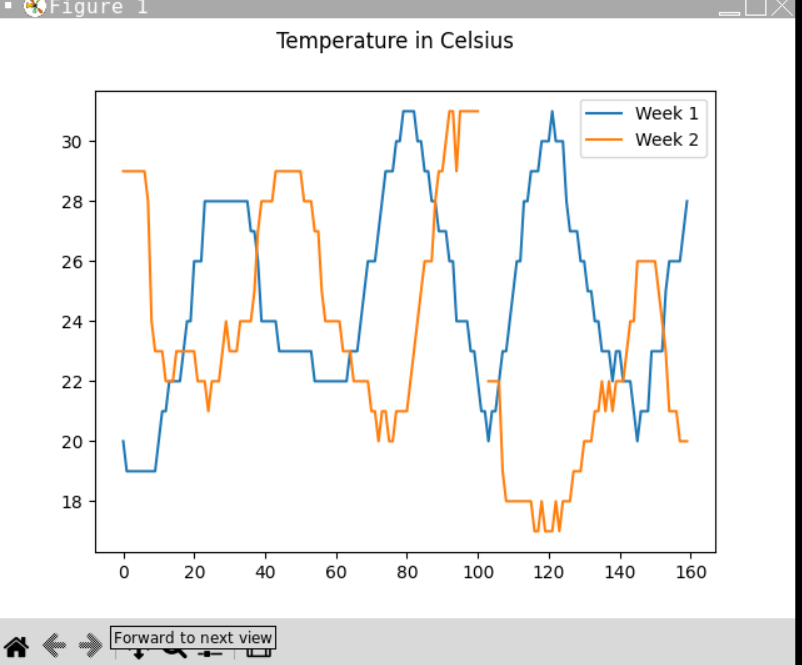 Figure 1
Temperature in Celsius
Week 1
Week 2
30
28
26
24
22
20
18
0 20 40 60 80 100 120 140 160
Forward to next view